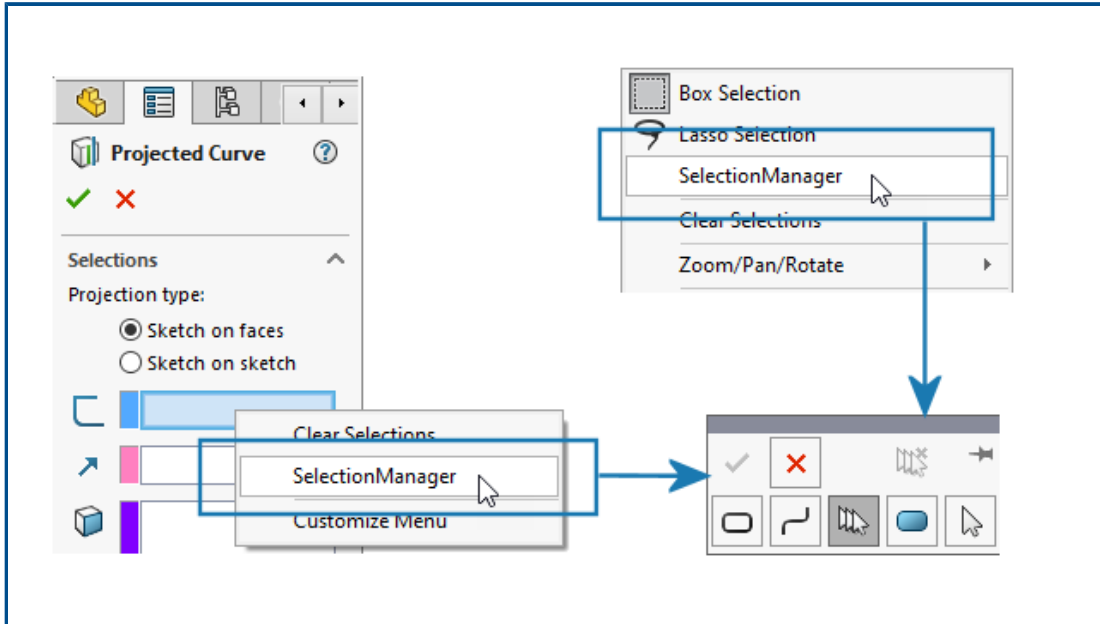 Projected Curve
Selections
Projection type:
Sketch on faces
Sketch on sketch
Clear Selections
SelectionManager
Customize Menu
Box Selection
Lasso Selection
SelectionManager
Clear Selections
Zoom/Pan/Rotate